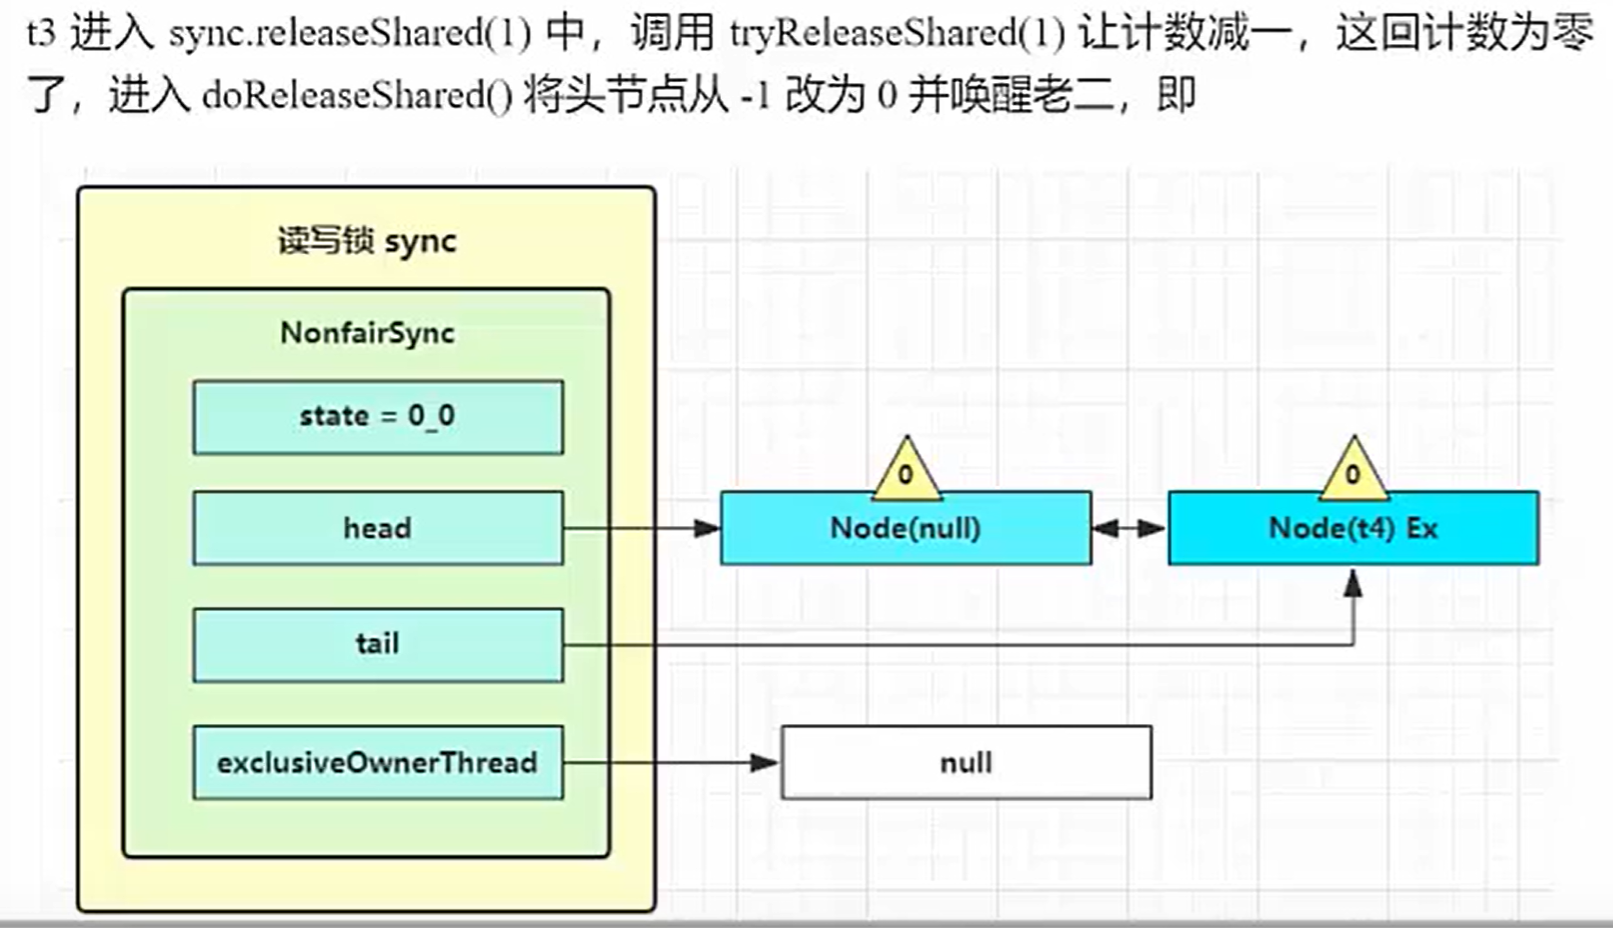 t3 进入 sync.releaseShared(1) 中，调用 tryReleaseShared(1) 让计数减一，这回计数为零
了，进入 doReleaseShared() 将头节点从 -1 改为 0 并唤醒老二，即
读写锁 sync
NonfairSync
state = 0_0
0
0
head
Node(null)
Node(t4) Ex
tail
exclusiveOwnerThread
null